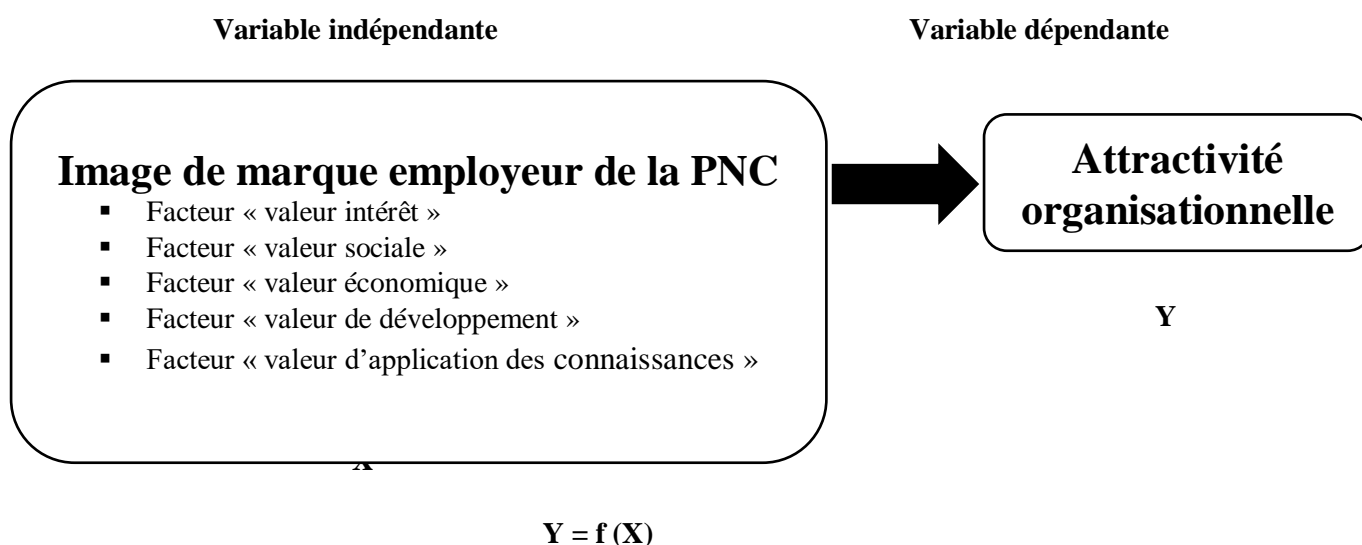 Variable indépendante
Variable dépendante
Image de marque employeur de la PNC
▪ Facteur « valeur intérêt »
▪ Facteur « valeur sociale »
▪ Facteur « valeur économique »
▪ Facteur « valeur de développement »
▪ Facteur « valeur d’application des connaissances »
Attractivité
organisationnelle
Y
X
Y = f (X)